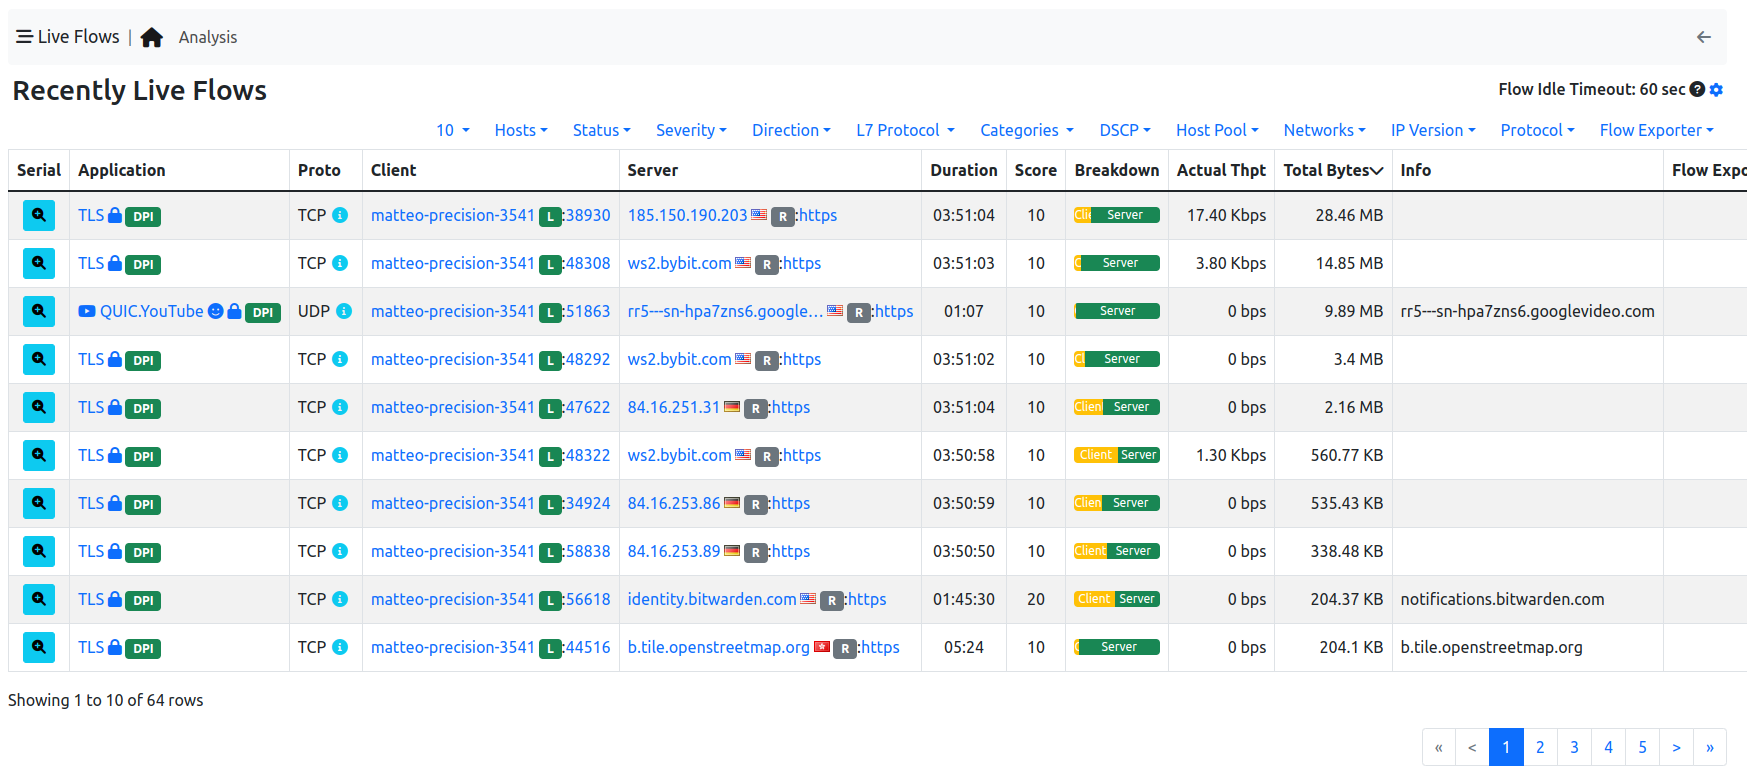 Live Flows | Analysis
Recently Live Flows
Flow Idle Timeout: 60 sec
10 Hosts Status Severity Direction L7 Protocol Categories DSCP Host Pool Networks IP Version Protocol Flow Exporter
Serial Application Proto Client Server Duration Score Breakdown Actual Thpt Total Bytes Info Flow Expo
TLS DPI TCP matteo-precision-3541 L :38930 185.150.190.203 R :https 03:51:04 10 Clie Server 17.40 Kbps 28.46 MB
TLS DPI TCP matteo-precision-3541 L :48308 ws2.bybit.com R :https 03:51:03 10 C Server 3.80 Kbps 14.85 MB
QUIC.YouTube DPI UDP matteo-precision-3541 L :51863 rr5---sn-hpa7zns6.google... R :https 01:07 10 Server 0 bps 9.89 MB rr5---sn-hpa7zns6.googlevideo.com
TLS DPI TCP matteo-precision-3541 L :48292 ws2.bybit.com R :https 03:51:02 10 Cl Server 0 bps 3.4 MB
TLS DPI TCP matteo-precision-3541 L :47622 84.16.251.31 R :https 03:51:04 10 Client Server 0 bps 2.16 MB
TLS DPI TCP matteo-precision-3541 L :48322 ws2.bybit.com R :https 03:50:58 10 Client Server 1.30 Kbps 560.77 KB
TLS DPI TCP matteo-precision-3541 L :34924 84.16.253.86 R :https 03:50:59 10 Client Server 0 bps 535.43 KB
TLS DPI TCP matteo-precision-3541 L :58838 84.16.253.89 R :https 03:50:50 10 Client Server 0 bps 338.48 KB
TLS DPI TCP matteo-precision-3541 L :56618 identity.bitwarden.com R :https 01:45:30 20 Client Server 0 bps 204.37 KB notifications.bitwarden.com
TLS DPI TCP matteo-precision-3541 L :44516 b.tile.openstreetmap.org R :https 05:24 10 C Server 0 bps 204.1 KB b.tile.openstreetmap.org
Showing 1 to 10 of 64 rows
« < 1 2 3 4 5 > »